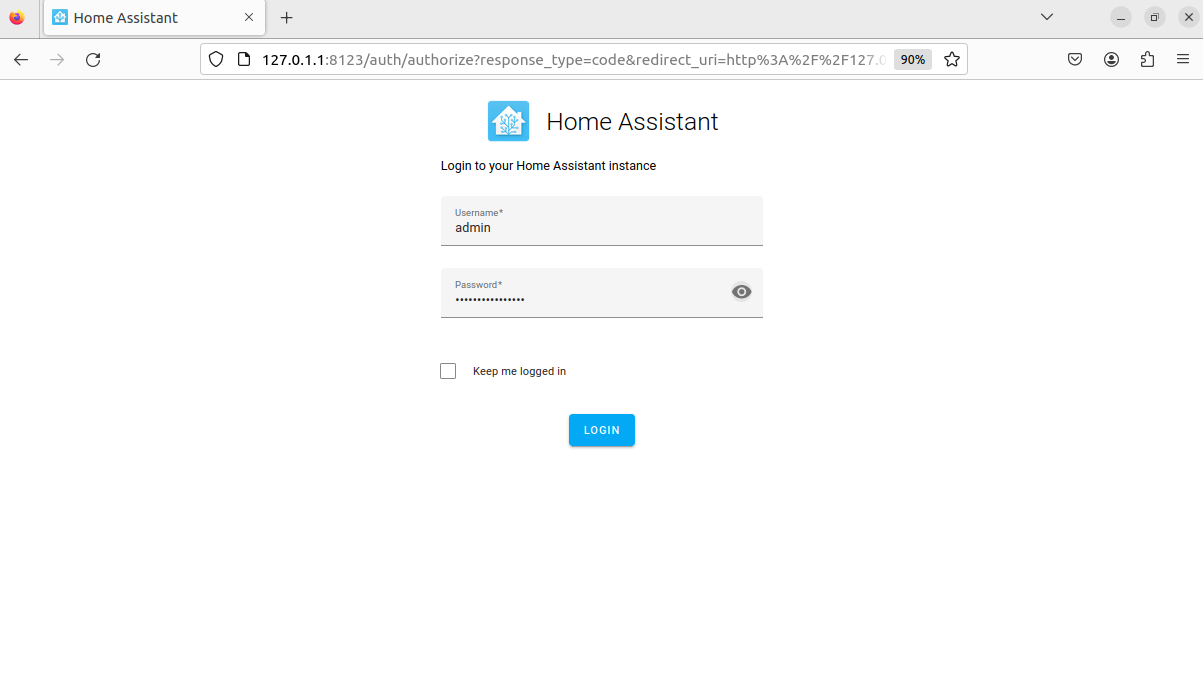 Home Assistant
127.0.1.1:8123/auth/authorize?response_type=code&redirect_uri=http%3A%2F%2F127.0
90%
Home Assistant
Login to your Home Assistant instance
Username*
admin
Password*
••••••••••••••••
Keep me logged in
LOGIN